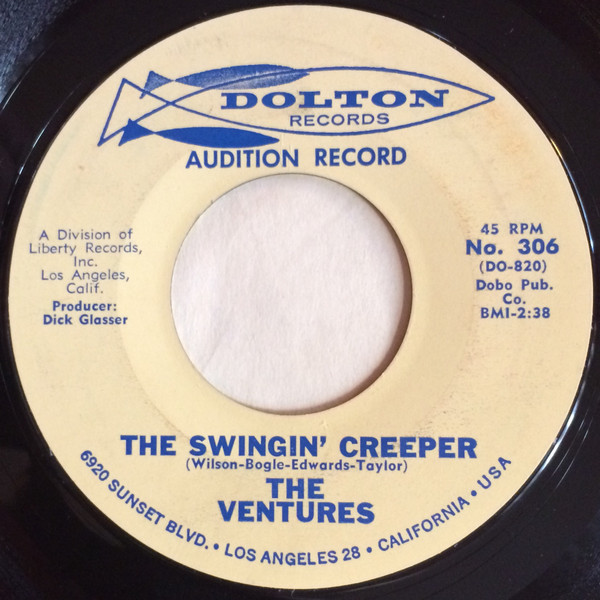 DOLTON
RECORDS
AUDITION RECORD
A Division of
Liberty Records,
Inc.
Los Angeles,
Calif.
Producer:
Dick Glasser
45 RPM
No. 306
(DO-820)
Dobo Pub.
Co.
BMI-2:38
THE SWINGIN' CREEPER
(Wilson-Bogle-Edwards-Taylor)
THE
VENTURES
6920 SUNSET BLVD. • LOS ANGELES 28 • CALIFORNIA • USA